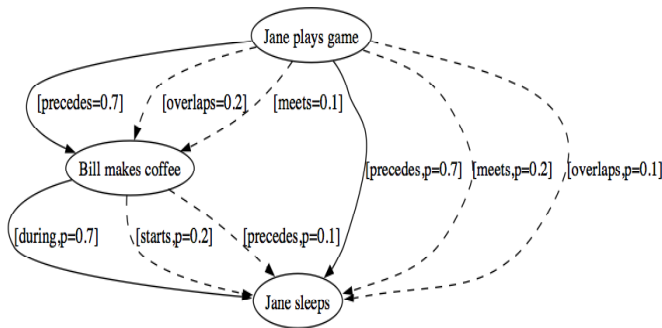 Jane plays game
[precedes=0.7]
[overlaps=0.2]
[meets=0.1]
Bill makes coffee
[precedes,p=0.7]
[meets,p=0.2]
[overlaps,p=0.1]
[during,p=0.7]
[starts,p=0.2]
[precedes,p=0.1]
Jane sleeps